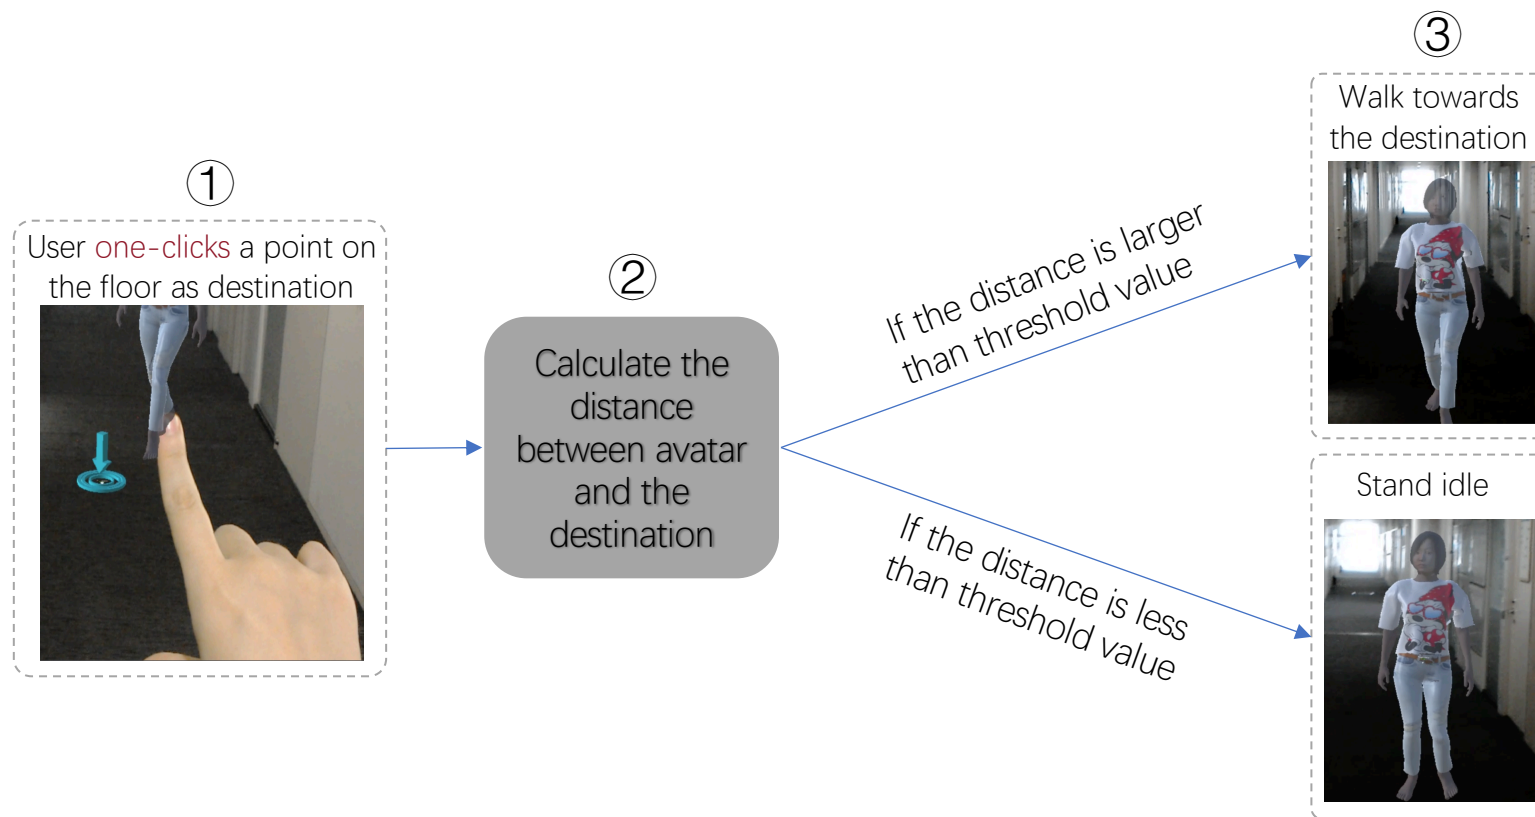 ①
User one-clicks a point on
the floor as destination
②
Calculate the
distance
between avatar
and the
destination
If the distance is larger
than threshold value
If the distance is less
than threshold value
③
Walk towards
the destination
Stand idle